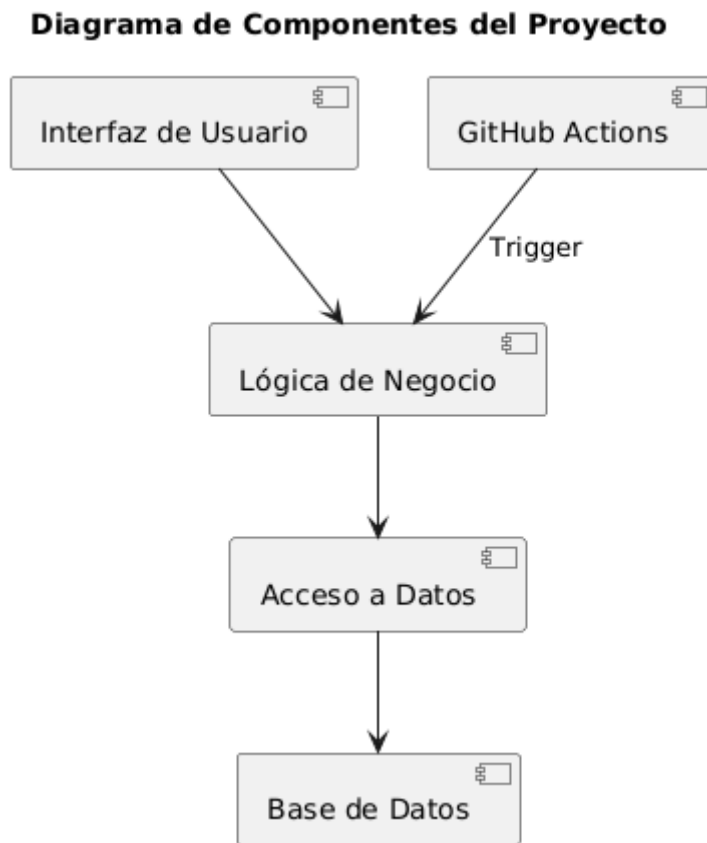 Diagrama de Componentes del Proyecto
Interfaz de Usuario
GitHub Actions
Trigger
Lógica de Negocio
Acceso a Datos
Base de Datos